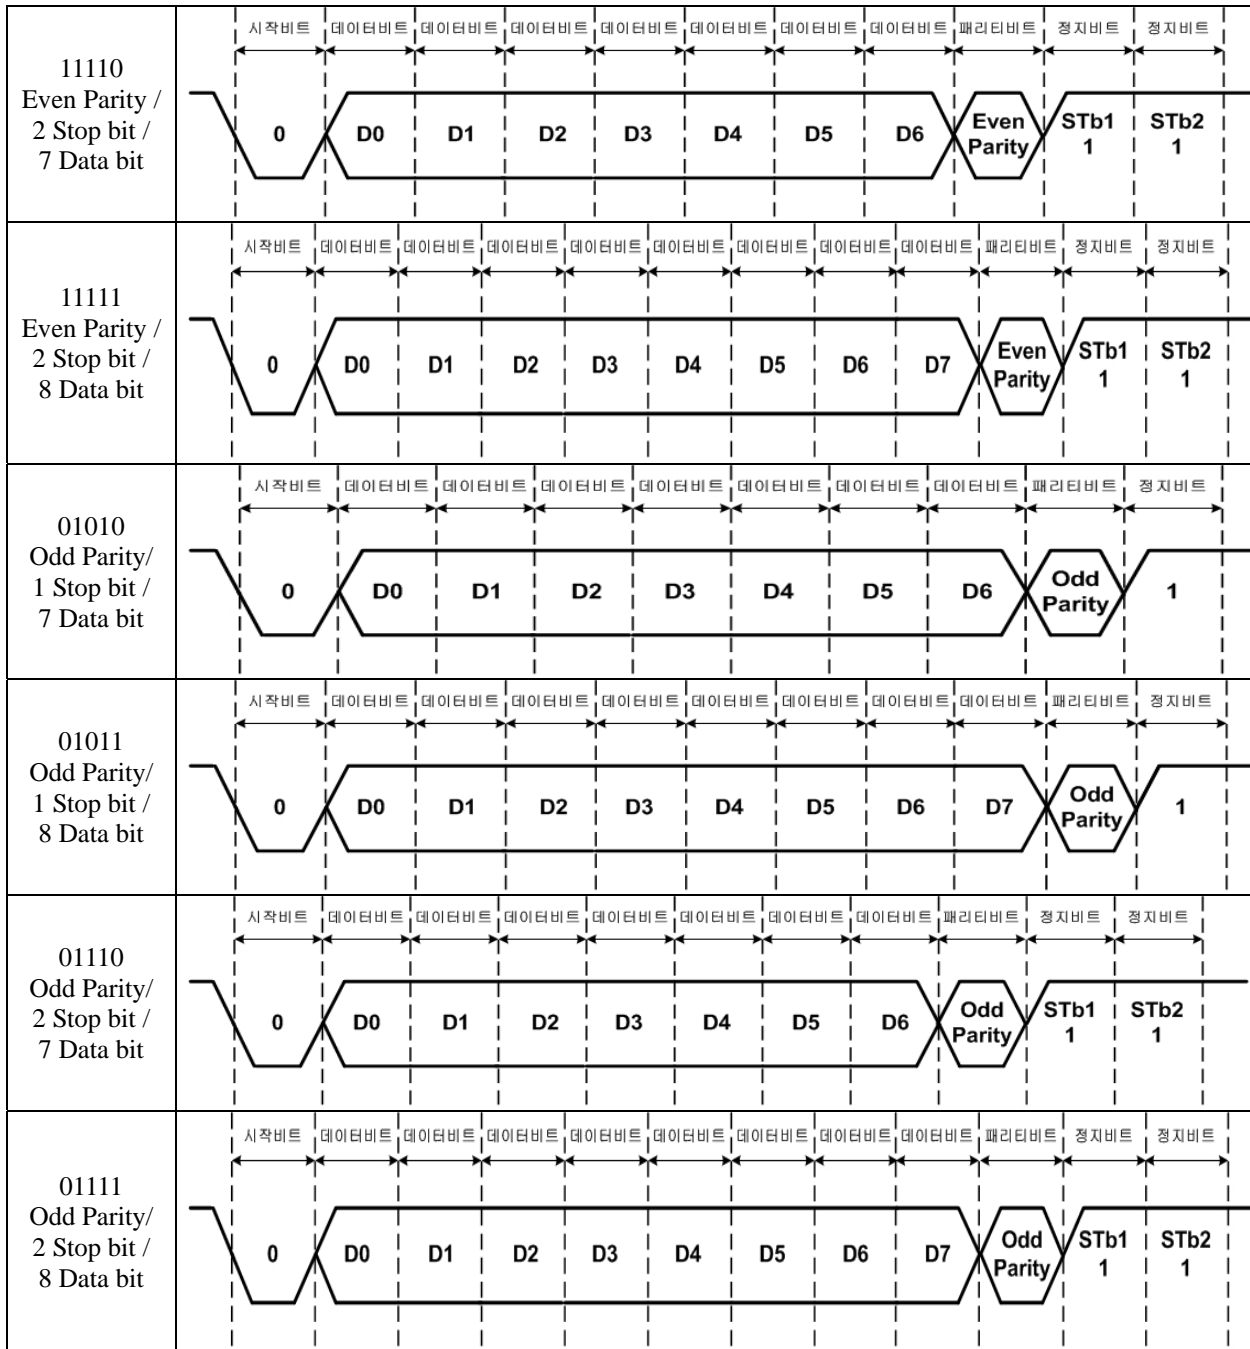 11110
Even Parity /
2 Stop bit /
7 Data bit
시작비트 데이터비트 데이터비트 데이터비트 데이터비트 데이터비트 데이터비트 데이터비트 패리티비트 정지비트 정지비트
0 D0 D1 D2 D3 D4 D5 D6 Even Parity STb1 1 STb2 1
11111
Even Parity /
2 Stop bit /
8 Data bit
시작비트 데이터비트 데이터비트 데이터비트 데이터비트 데이터비트 데이터비트 데이터비트 데이터비트 패리티비트 정지비트 정지비트
0 D0 D1 D2 D3 D4 D5 D6 D7 Even Parity STb1 1 STb2 1
01010
Odd Parity/
1 Stop bit /
7 Data bit
시작비트 데이터비트 데이터비트 데이터비트 데이터비트 데이터비트 데이터비트 데이터비트 패리티비트 정지비트
0 D0 D1 D2 D3 D4 D5 D6 Odd Parity 1
01011
Odd Parity/
1 Stop bit /
8 Data bit
시작비트 데이터비트 데이터비트 데이터비트 데이터비트 데이터비트 데이터비트 데이터비트 데이터비트 패리티비트 정지비트
0 D0 D1 D2 D3 D4 D5 D6 D7 Odd Parity 1
01110
Odd Parity/
2 Stop bit /
7 Data bit
시작비트 데이터비트 데이터비트 데이터비트 데이터비트 데이터비트 데이터비트 데이터비트 패리티비트 정지비트 정지비트
0 D0 D1 D2 D3 D4 D5 D6 Odd Parity STb1 1 STb2 1
01111
Odd Parity/
2 Stop bit /
8 Data bit
시작비트 데이터비트 데이터비트 데이터비트 데이터비트 데이터비트 데이터비트 데이터비트 데이터비트 패리티비트 정지비트 정지비트
0 D0 D1 D2 D3 D4 D5 D6 D7 Odd Parity STb1 1 STb2 1